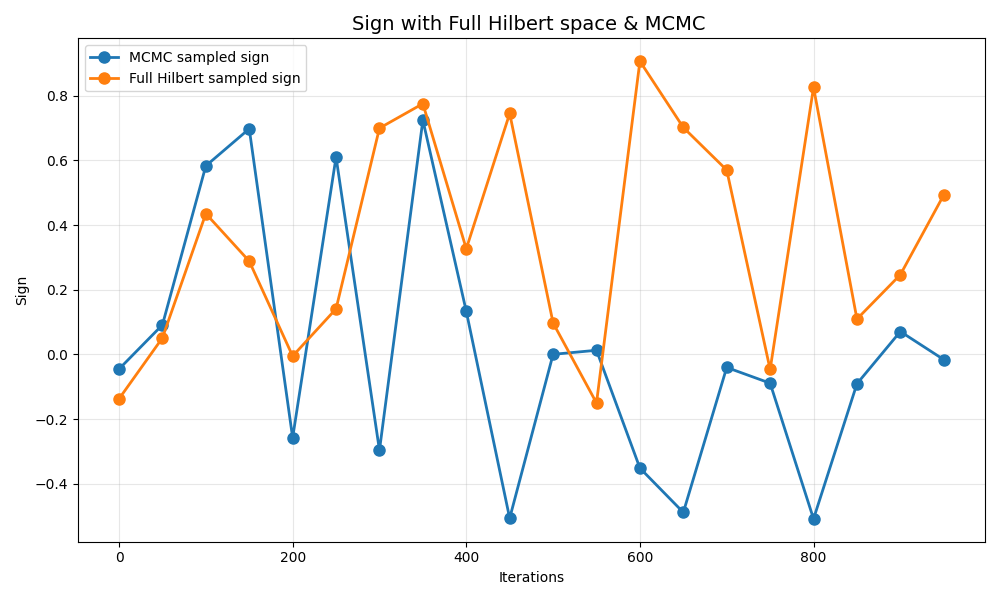 Sign with Full Hilbert space & MCMC
MCMC sampled sign
Full Hilbert sampled sign
Sign
0.8
0.6
0.4
0.2
0.0
−0.2
−0.4
0 200 400 600 800
Iterations